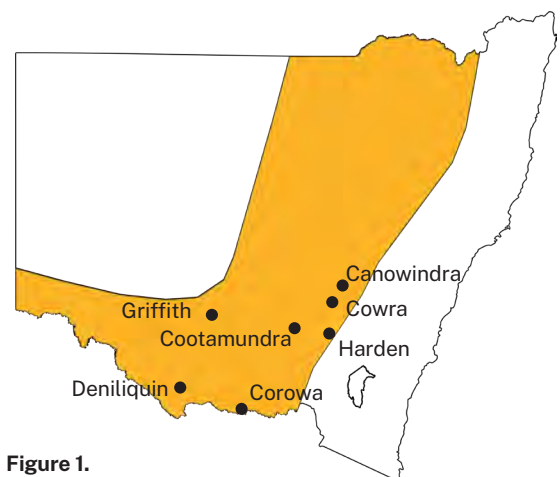 Canowindra
Griffith
Cowra
Cootamundra
Harden
Deniliquin
Corowa
Figure 1.